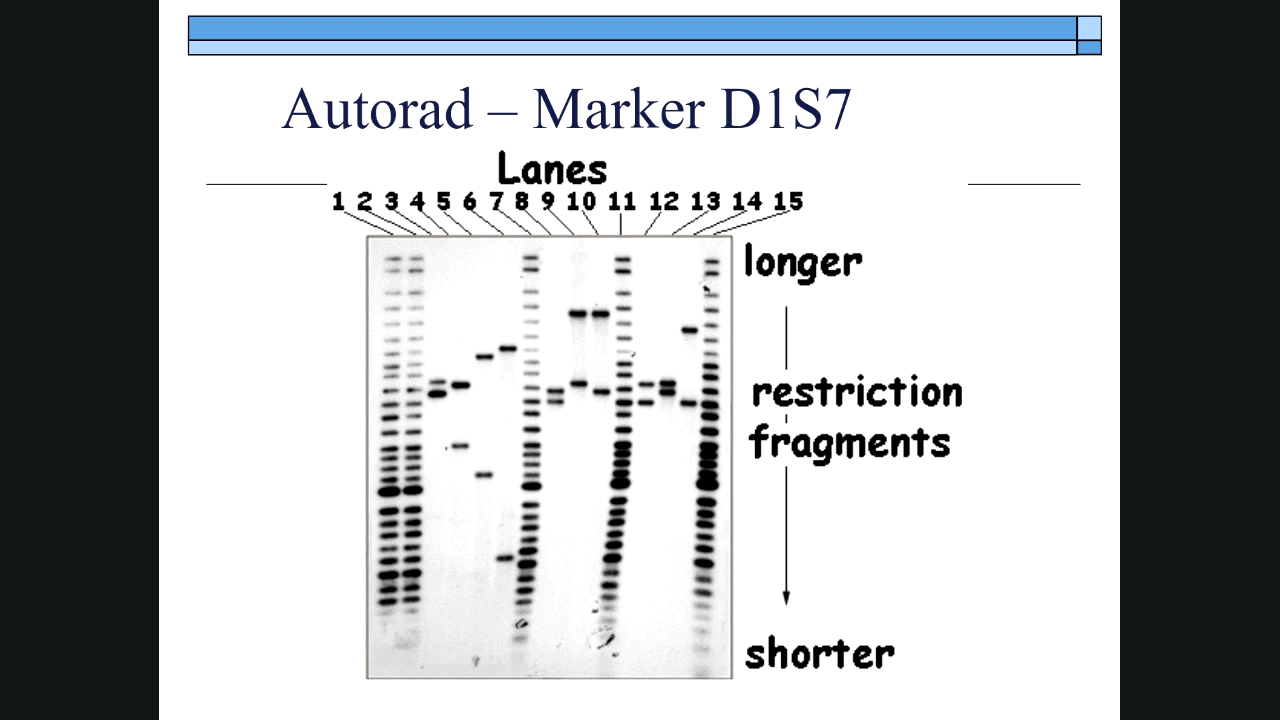 Autorad – Marker D1S7
Lanes
1 2 3 4 5 6 7 8 9 10 11 12 13 14 15
longer
restriction
fragments
shorter